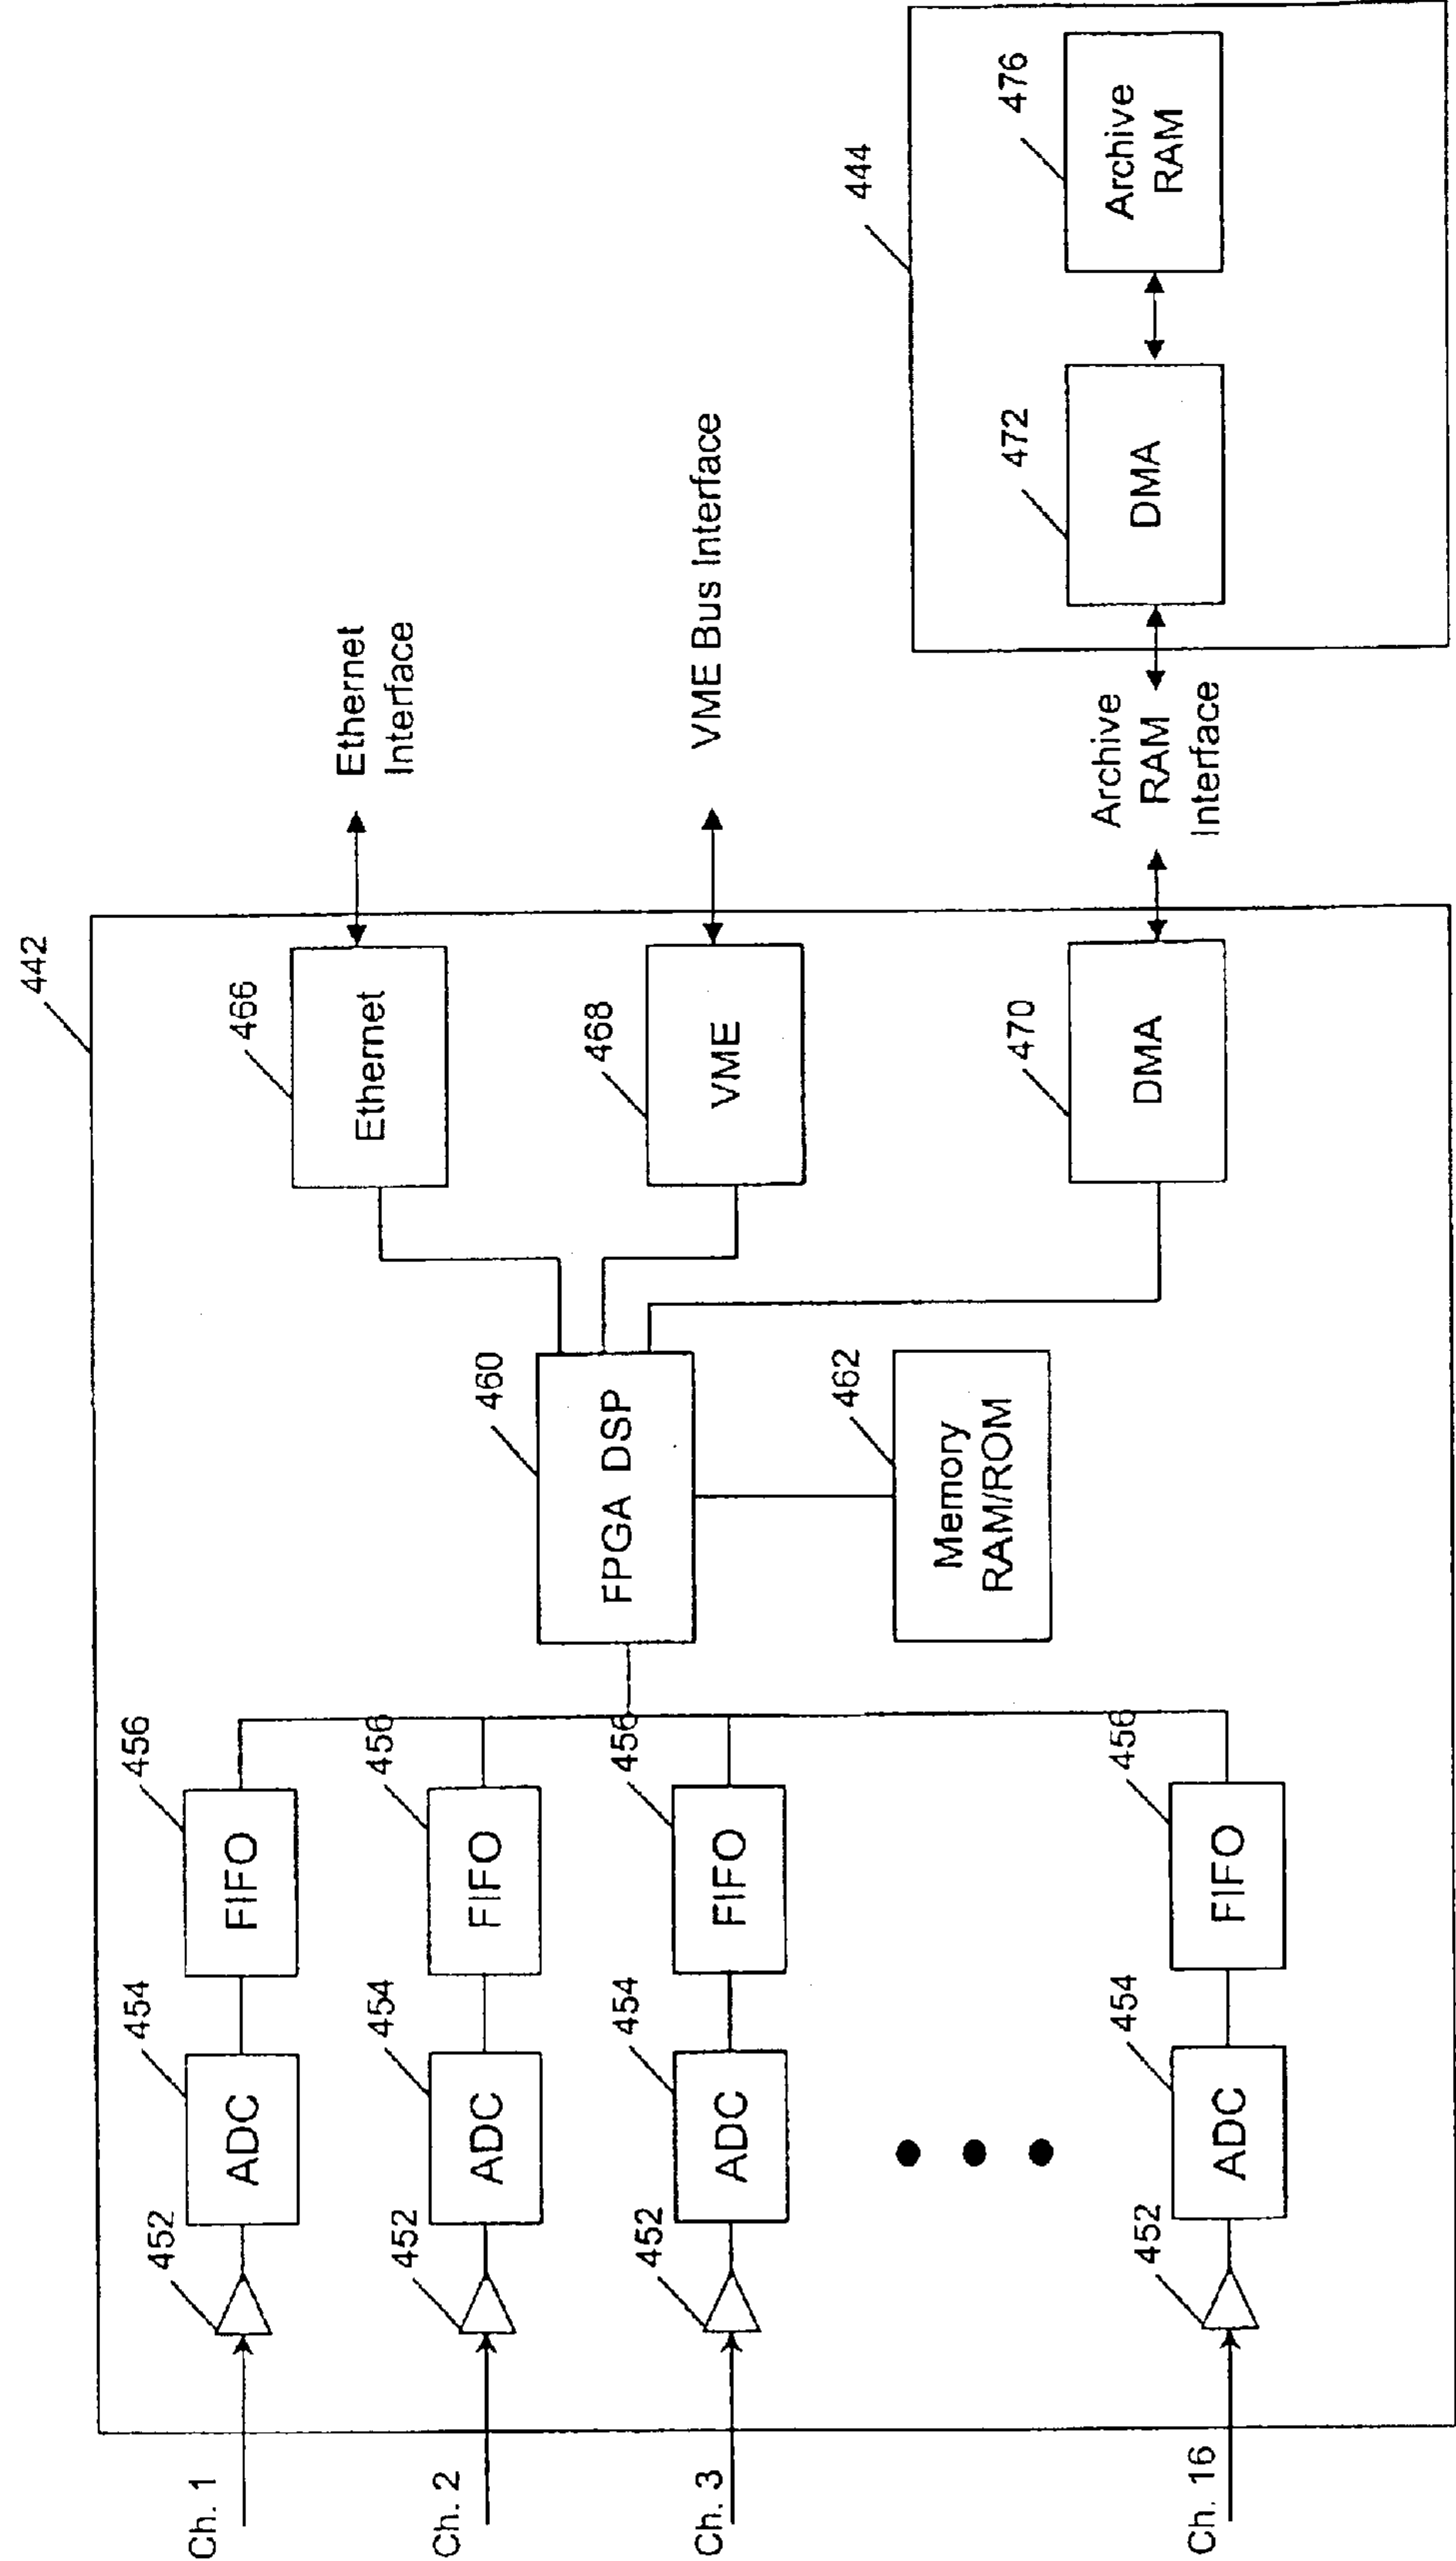 442
Ch. 1
452
ADC
454
FIFO
456
Ch. 2
452
ADC
454
FIFO
456
Ch. 3
452
ADC
454
FIFO
456
Ch. 16
452
ADC
454
FIFO
456
FPGA DSP
460
Memory
RAM/ROM
462
Ethernet
466
Ethernet
Interface
VME
468
VME Bus Interface
DMA
470
Archive
RAM
Interface
444
DMA
472
Archive
RAM
476